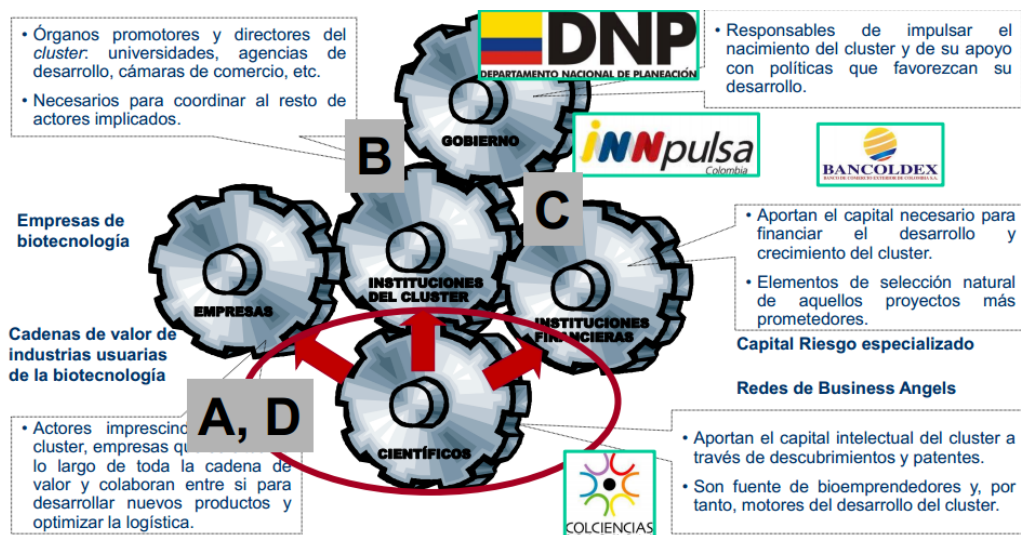 • Órganos promotores y directores del
cluster: universidades, agencias de
desarrollo, cámaras de comercio, etc.
• Necesarios para coordinar al resto de
actores implicados.
DNP
DEPARTAMENTO NACIONAL DE PLANEACIÓN
• Responsables de impulsar el
nacimiento del cluster y de su apoyo
con políticas que favorezcan su
desarrollo.
GOBIERNO
B
iNNpulsa
Colombia
BANCOLDEX
BANCO DE COMERCIO EXTERIOR DE COLOMBIA S.A.
C
Empresas de
biotecnología
• Aportan el capital necesario para
financiar el desarrollo y
crecimiento del cluster.
• Elementos de selección natural
de aquellos proyectos más
prometedores.
EMPRESAS
INSTITUCIONES
DEL CLUSTER
INSTITUCIONES
FINANCIERAS
Cadenas de valor de
industrias usuarias
de la biotecnología
Capital Riesgo especializado
Redes de Business Angels
A, D
• Actores
cluster, empresas
lo largo de toda la cadena de
valor y colaboran entre si para
desarrollar nuevos productos y
optimizar la logística.
CIENTÍFICOS
COLCIENCIAS
• Aportan el capital intelectual del cluster a
través de descubrimientos y patentes.
• Son fuente de bioemprendedores y, por
tanto, motores del desarrollo del cluster.